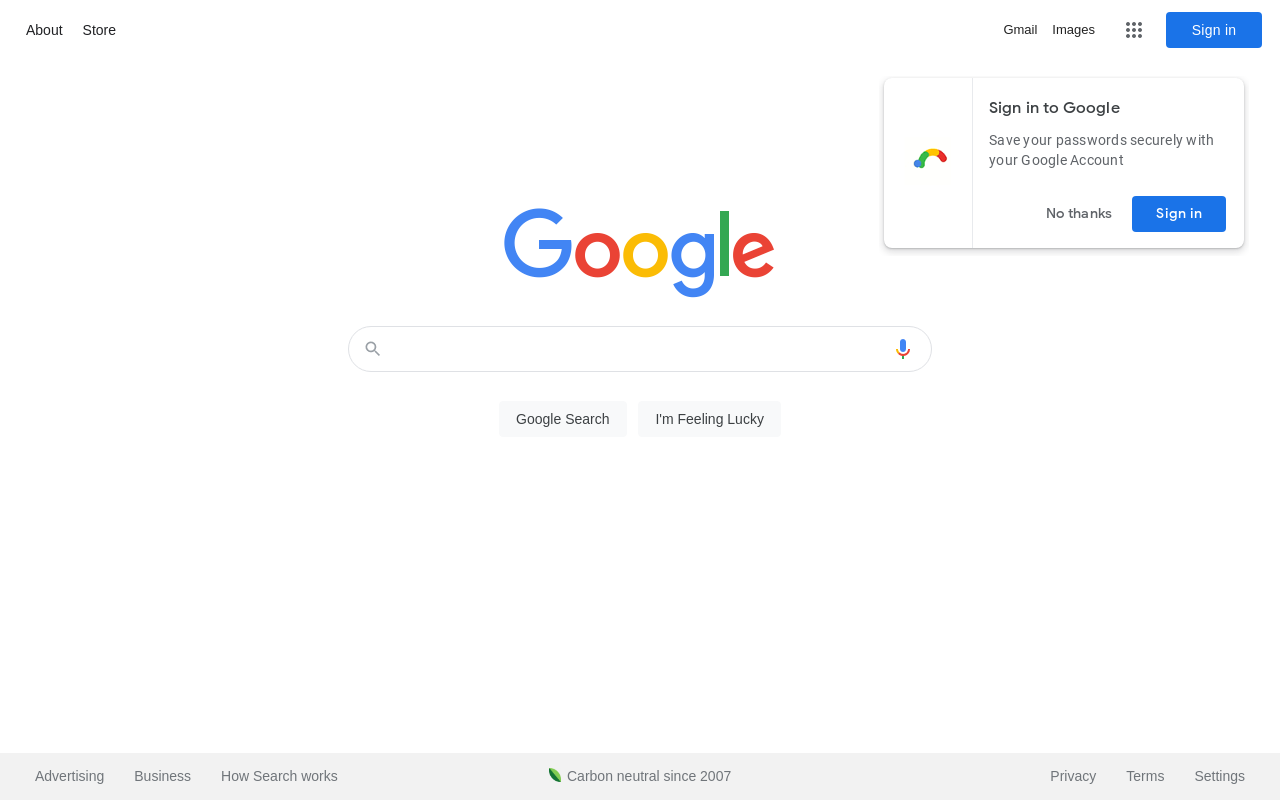 About Store Gmail Images Sign in
Sign in to Google
Save your passwords securely with
your Google Account
No thanks Sign in
Google
Google Search I'm Feeling Lucky
Advertising Business How Search works Carbon neutral since 2007 Privacy Terms Settings